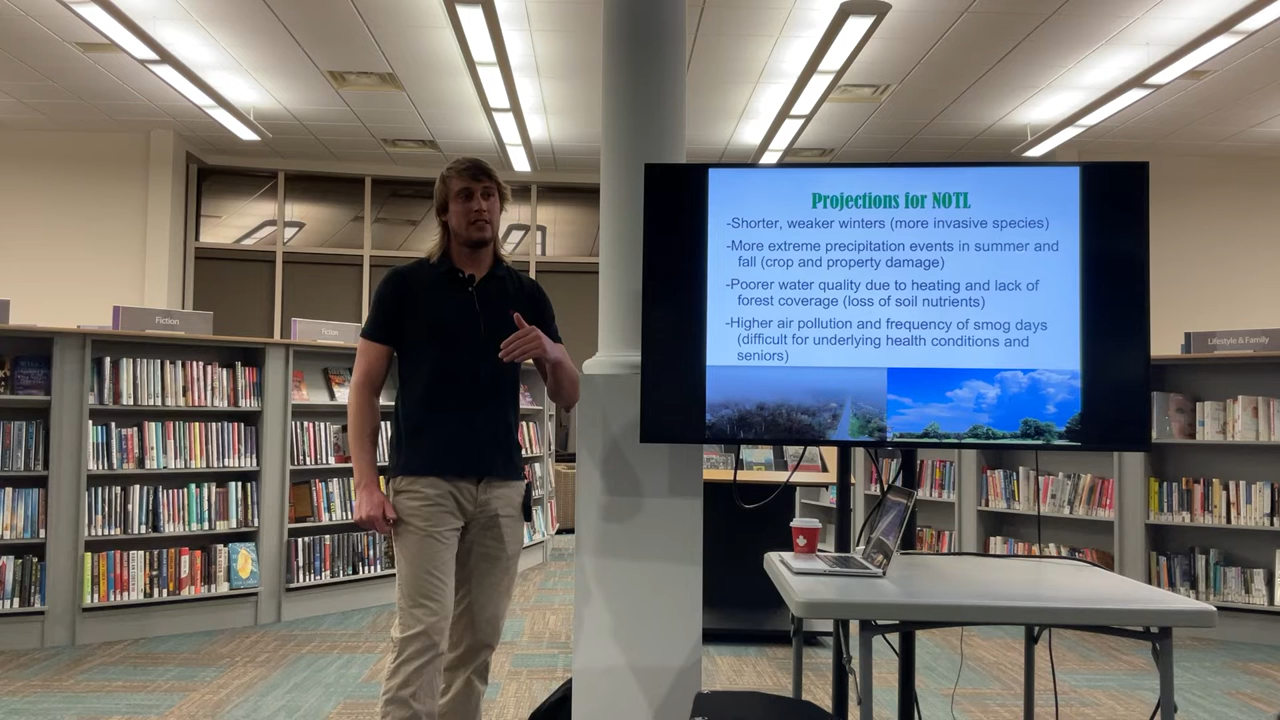 Projections for NOTL
-Shorter, weaker winters (more invasive species)
-More extreme precipitation events in summer and
fall (crop and property damage)
-Poorer water quality due to heating and lack of
forest coverage (loss of soil nutrients)
-Higher air pollution and frequency of smog days
(difficult for underlying health conditions and
seniors)
Fiction
Fiction
Lifestyle & Family